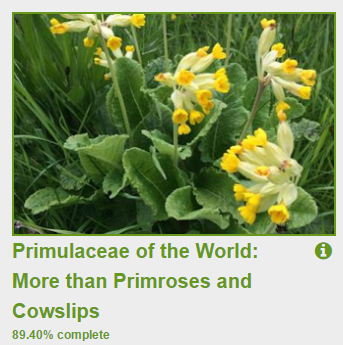 Primulaceae of the World:
More than Primroses and
Cowslips
89.40% complete